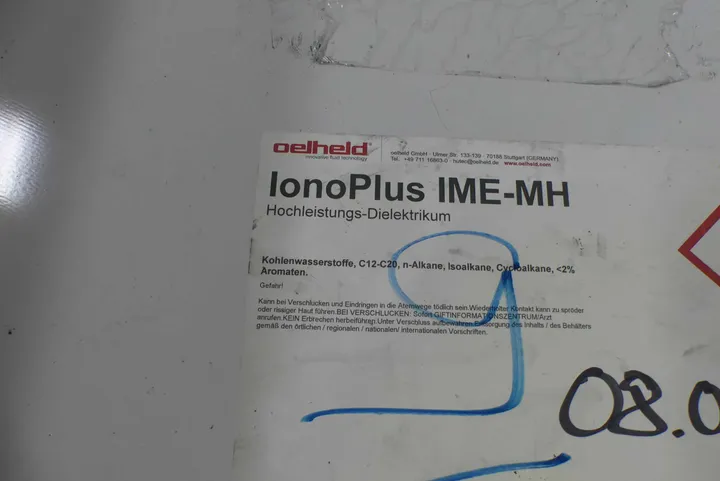 oelheld
innovative fluid technology
oelheld GmbH · Ulmer Str. 133-139 · 70188 Stuttgart (GERMANY)
Tel. +49 711 16863-0 · hutec@oelheld.de www.oelheld.com
IonoPlus IME-MH
Hochleistungs-Dielektrikum
Kohlenwasserstoffe, C12-C20, n-Alkane, Isoalkane, Cycloalkane, <2%
Aromaten.
Gefahr!
Kann bei Verschlucken und Eindringen in die Atemwege tödlich sein.Wiederholter Kontakt kann zu spröder
oder rissiger Haut führen.BEI VERSCHLUCKEN: Sofort GIFTINFORMATIONSZENTRUM/Arzt
anrufen.KEIN Erbrechen herbeiführen.Unter Verschluss aufbewahren.Entsorgung des Inhalts / des Behälters
gemäß den örtlichen / regionalen / nationalen/ internationalen Vorschriften.
9
08.0